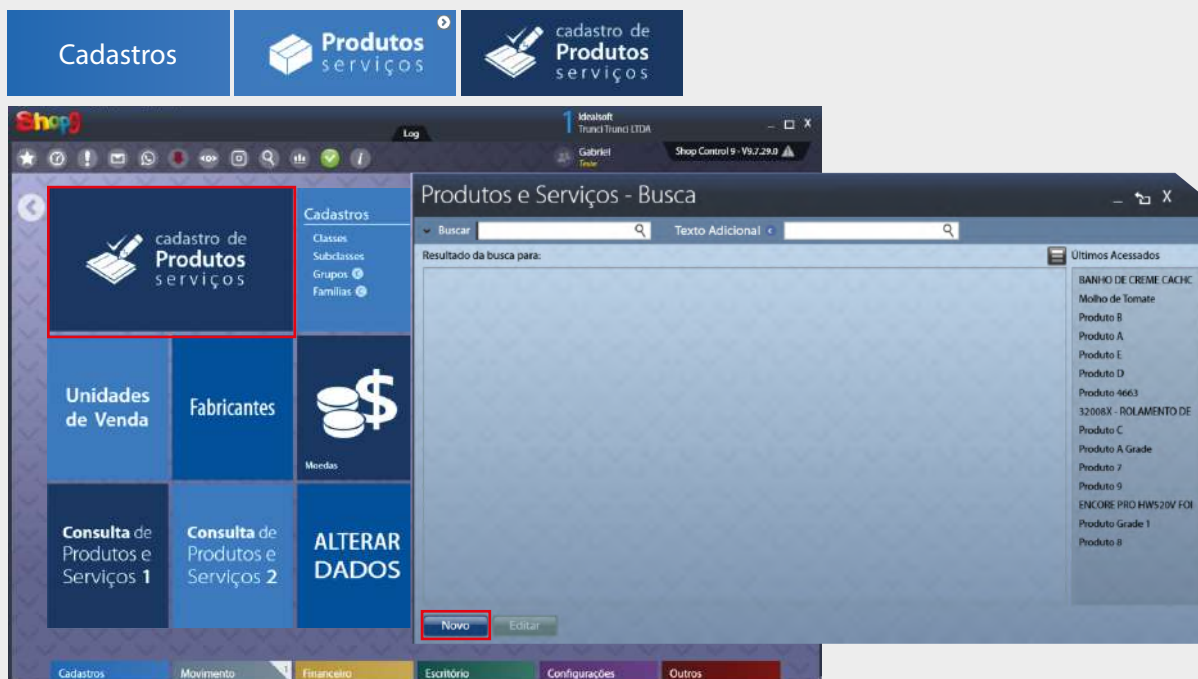 Cadastros
Produtos
serviços
cadastro de
Produtos
serviços
Shop9
Log
1
Idealsoft
Trunci Trunci LTDA
Gabriel
Teste
Shop Control 9 - V9.7.29.0
cadastro de
Produtos
serviços
Cadastros
Classes
Subclasses
Grupos
Famílias
Unidades
de Venda
Fabricantes
Moedas
Consulta de
Produtos e
Serviços 1
Consulta de
Produtos e
Serviços 2
ALTERAR
DADOS
Produtos e Serviços - Busca
Buscar
Texto Adicional
Resultado da busca para:
Últimos Acessados
BANHO DE CREME CACHC
Molho de Tomate
Produto B
Produto A
Produto E
Produto D
Produto 4663
32008X - ROLAMENTO DE
Produto C
Produto A Grade
Produto 7
Produto 9
ENCORE PRO HW520V FOI
Produto Grade 1
Produto 8
Novo
Editar
Cadastros
Movimento
1
Financeiro
Escritório
Configurações
Outros